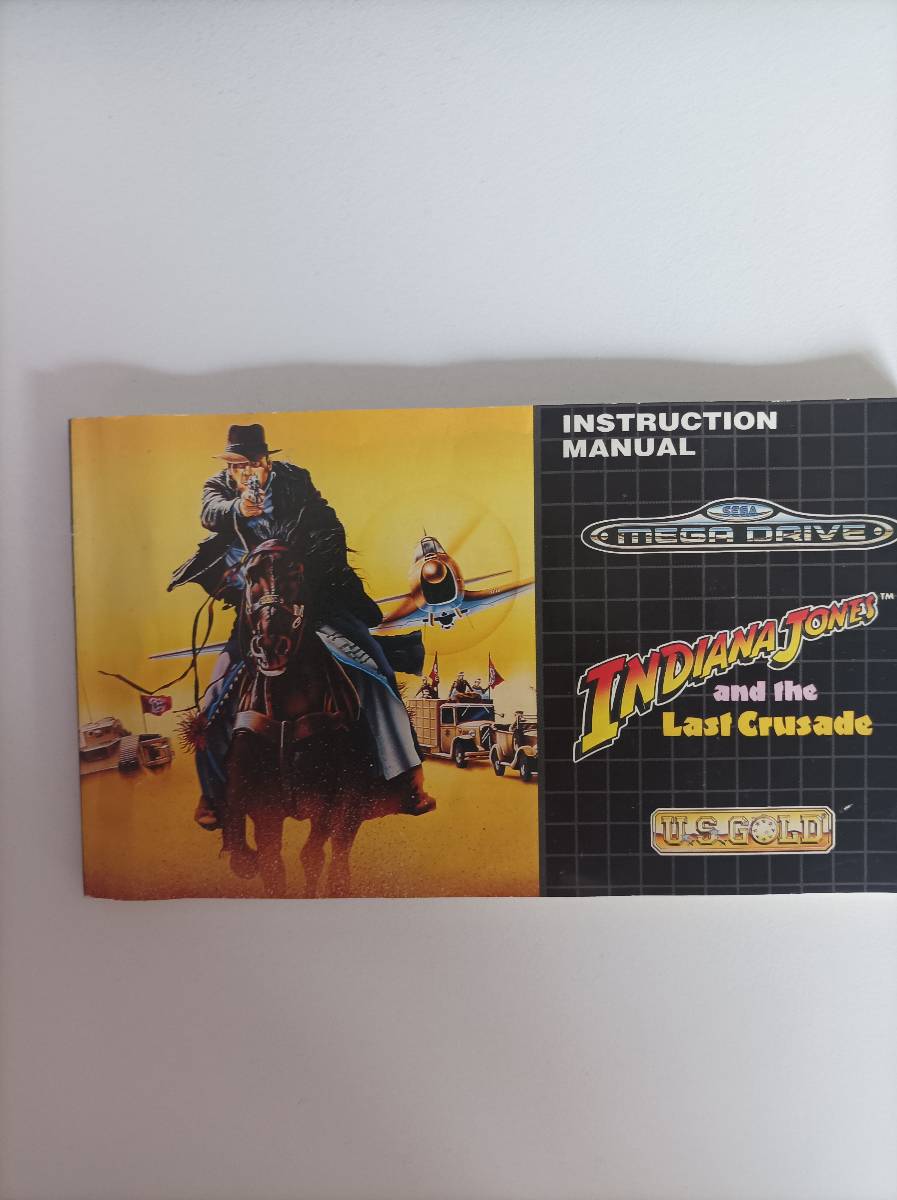 INSTRUCTION
MANUAL
SEGA
MEGA DRIVE
INDIANA JONES™
and the
Last Crusade
U.S. GOLD